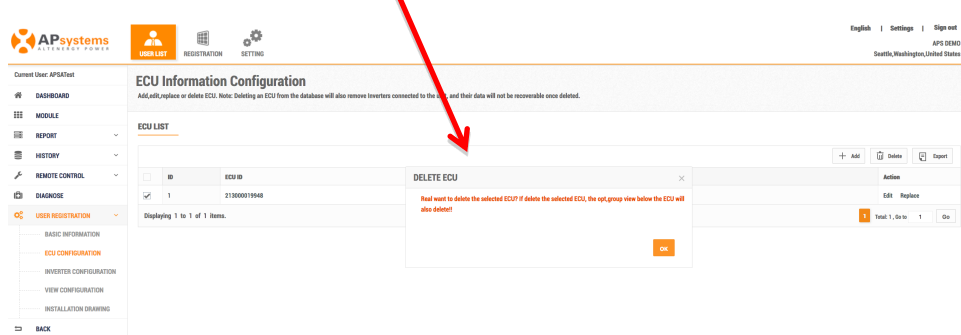 English | Settings | Sign out
APsystems
ALTENERGY POWER
USER LIST REGISTRATION SETTING
APS DEMO
Seattle,Washington,United States
Current User: APSATest
ECU Information Configuration
Add,edit,replace or delete ECU. Note: Deleting an ECU from the database will also remove Inverters connected to the , and their data will not be recoverable once deleted.
DASHBOARD
MODULE
REPORT
HISTORY
REMOTE CONTROL
DIAGNOSE
USER REGISTRATION
BASIC INFORMATION
ECU CONFIGURATION
INVERTER CONFIGURATION
VIEW CONFIGURATION
INSTALLATION DRAWING
BACK
ECU LIST
+ Add Delete Export
ID ECU ID Action
1 213000019948 Edit Replace
Displaying 1 to 1 of 1 items.
1 Total: 1 , Go to 1 Go
DELETE ECU ×
Real want to delete the selected ECU? If delete the selected ECU, the opt,group view below the ECU will
also delete!!
OK